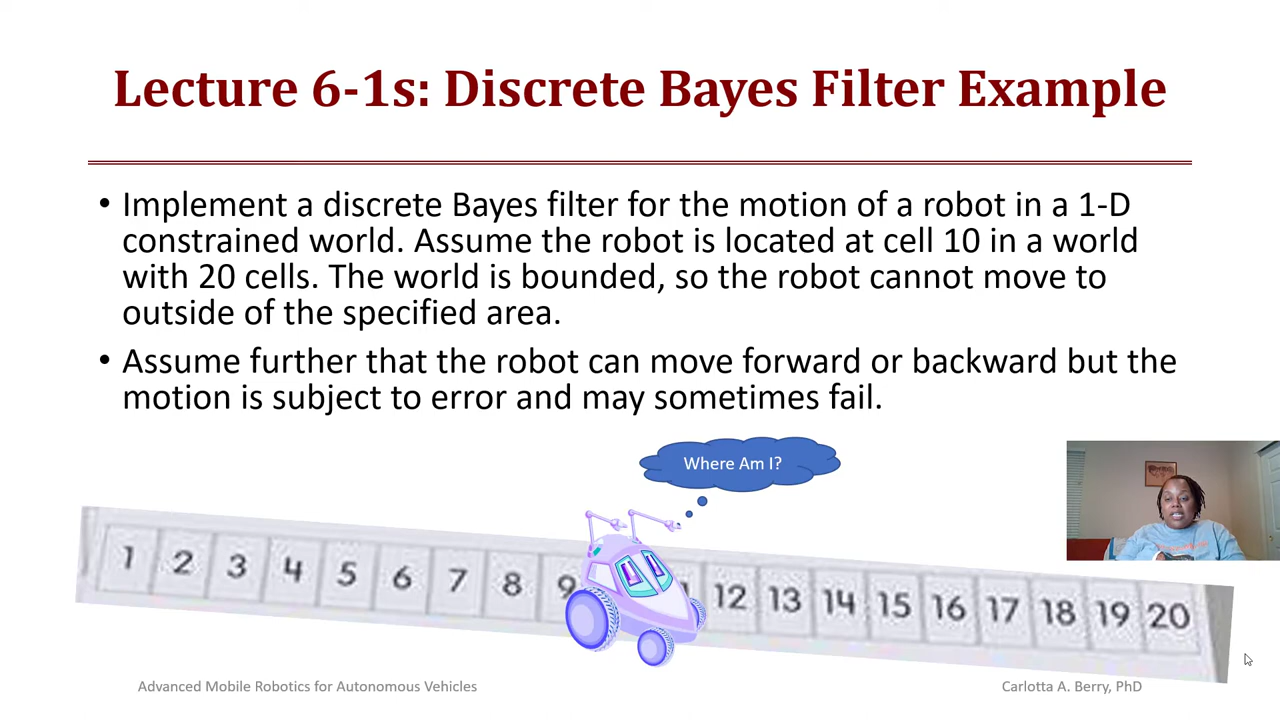 Lecture 6-1s: Discrete Bayes Filter Example
• Implement a discrete Bayes filter for the motion of a robot in a 1-D
constrained world. Assume the robot is located at cell 10 in a world
with 20 cells. The world is bounded, so the robot cannot move to
outside of the specified area.
• Assume further that the robot can move forward or backward but the
motion is subject to error and may sometimes fail.
Where Am I?
1 2 3 4 5 6 7 8 9 12 13 14 15 16 17 18 19 20
Advanced Mobile Robotics for Autonomous Vehicles
Carlotta A. Berry, PhD